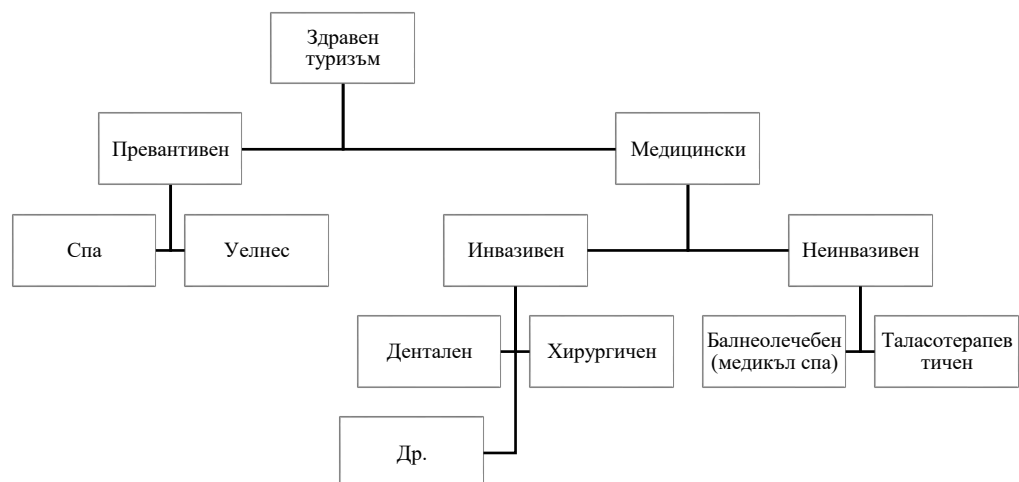 Здравен
туризъм
Превантивен
Медицински
Спа
Уелнес
Инвазивен
Неинвазивен
Дентален
Хирургичен
Балнеолечебен
(медикъл спа)
Таласотерапев
тичен
Др.